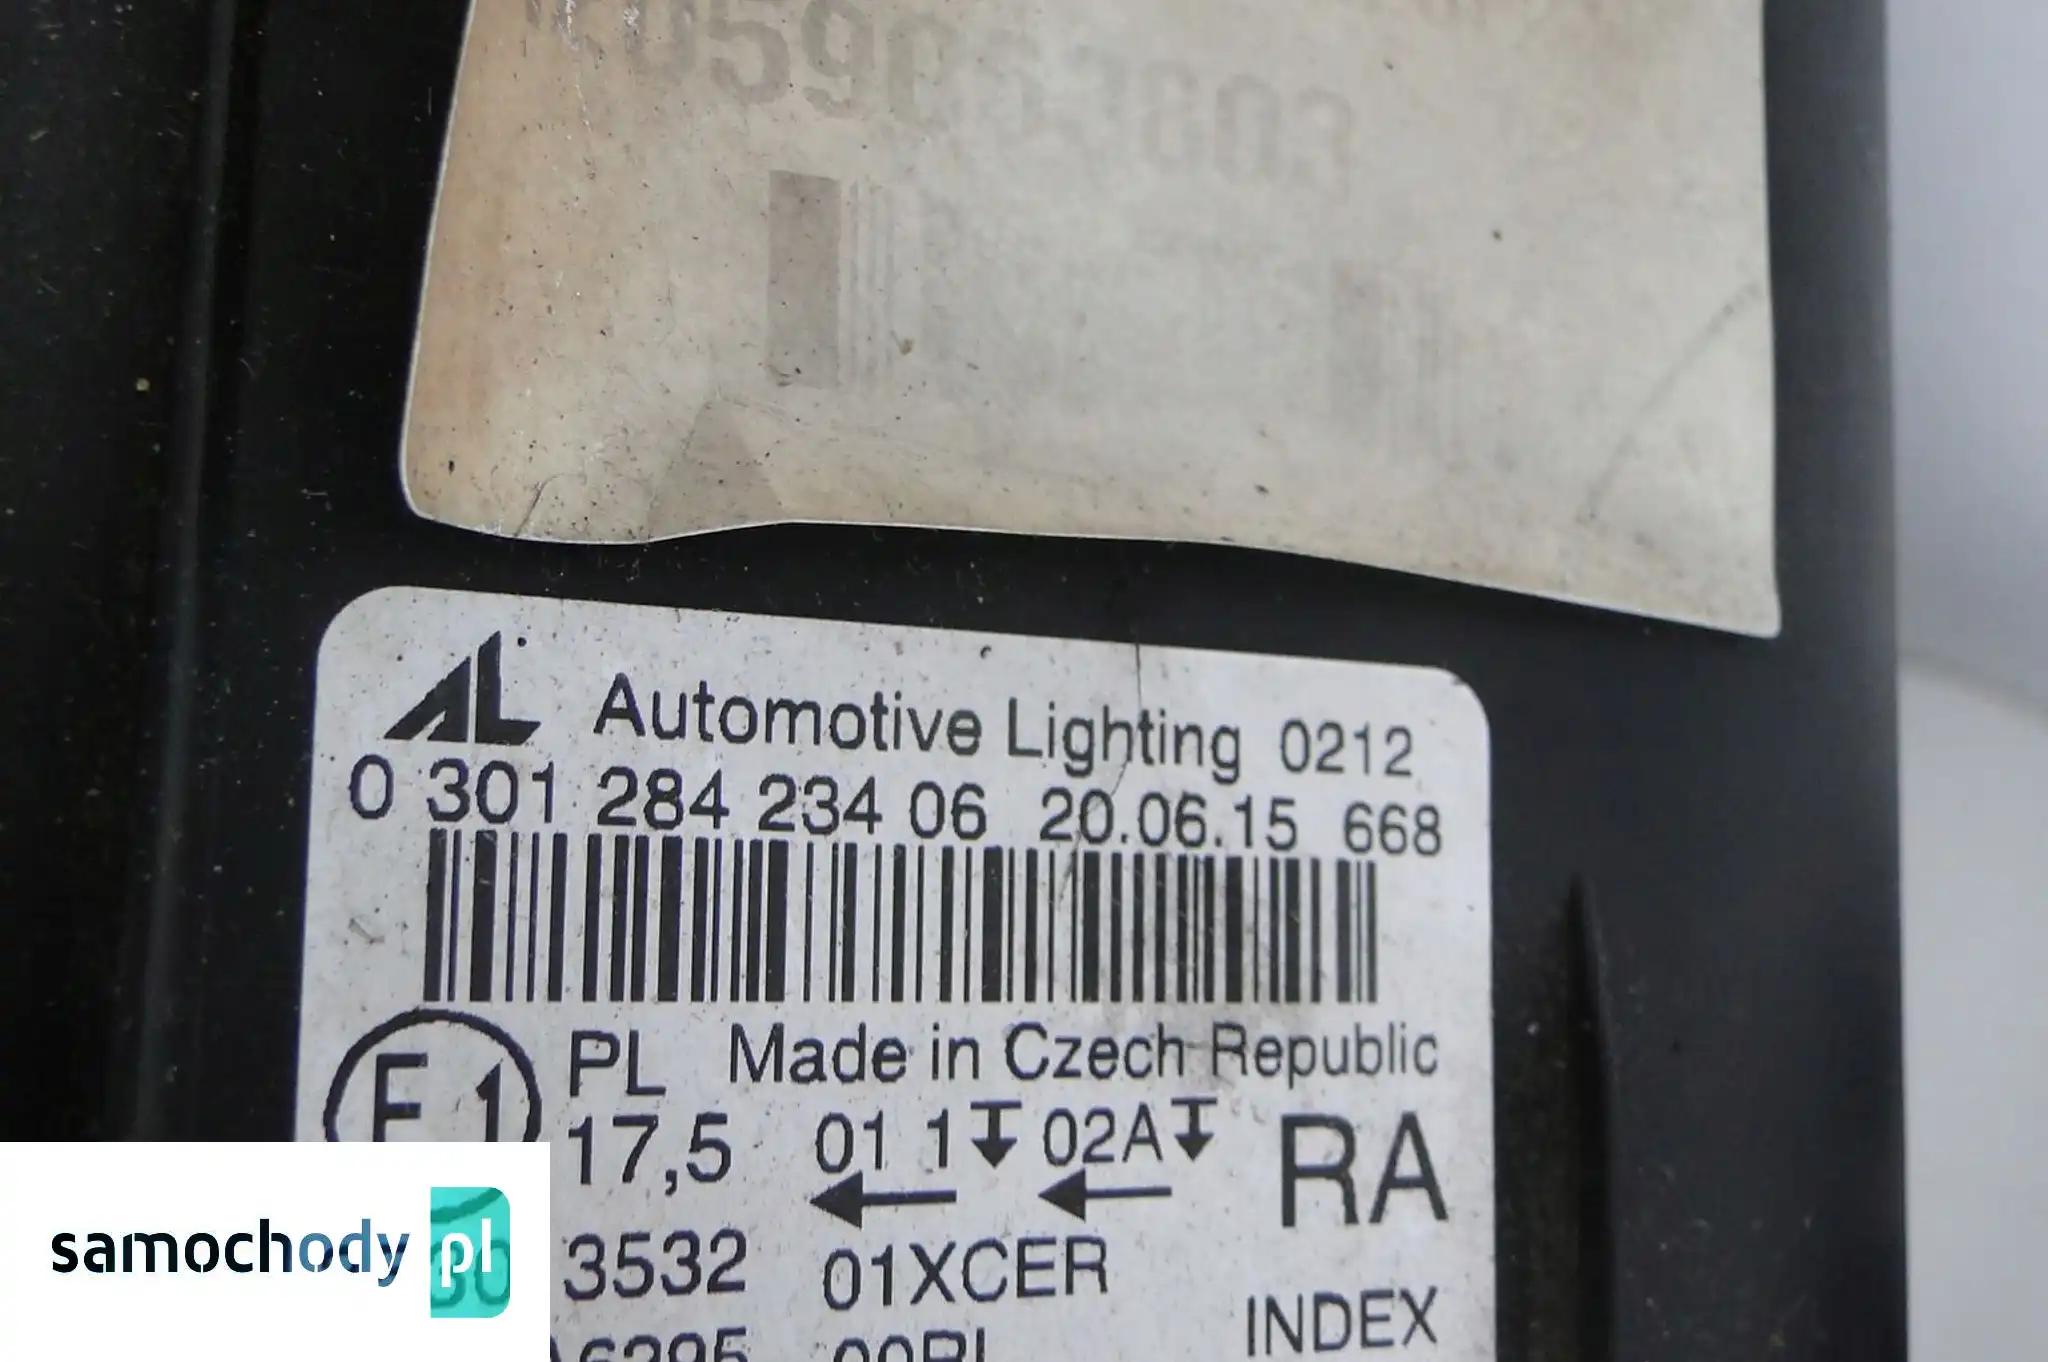 AL Automotive Lighting 0212
0 301 284 234 06 20.06.15 668
E 1 PL Made in Czech Republic
17,5 01 1 02A RA
3532 01XCER
INDEX
samochody pl